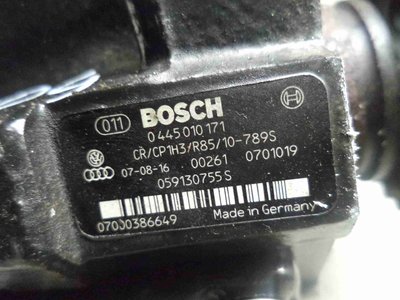 011 BOSCH
0 445 010 171
CR/CP1H3/R85/10-789S
07-08-16 00261 0701019
059130755S
07000386649 Made in Germany